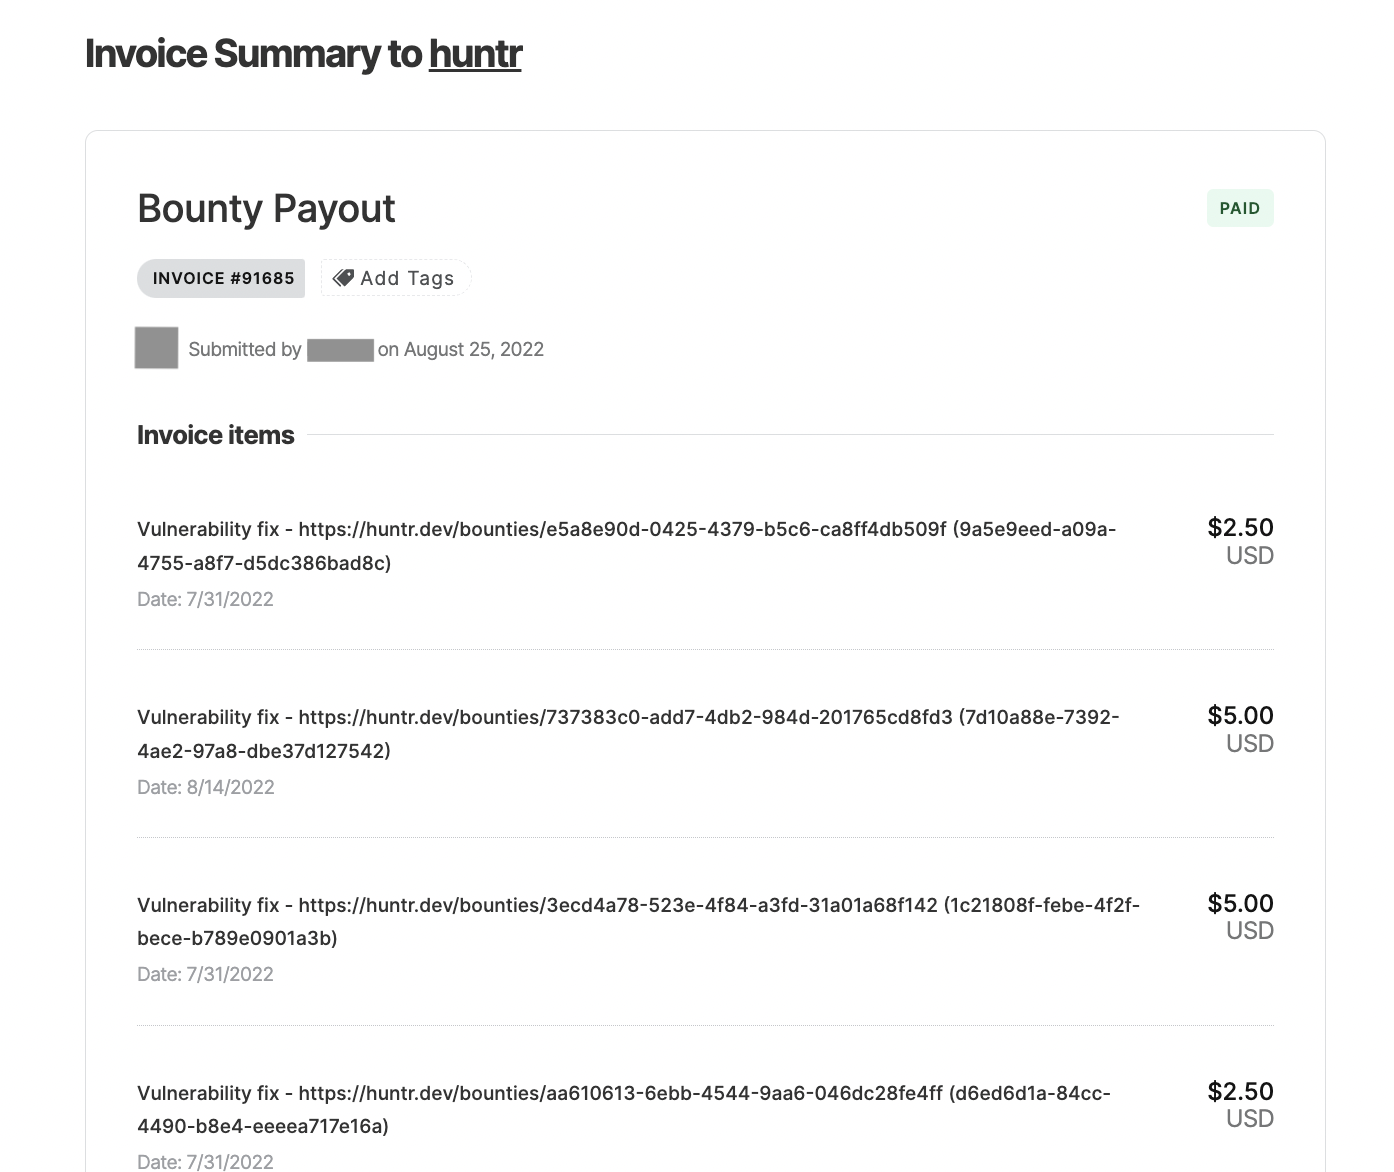 Invoice Summary to huntr
Bounty Payout
PAID
INVOICE #91685
Add Tags
Submitted by on August 25, 2022
Invoice items
Vulnerability fix - https://huntr.dev/bounties/e5a8e90d-0425-4379-b5c6-ca8ff4db509f (9a5e9eed-a09a-
4755-a8f7-d5dc386bad8c)
Date: 7/31/2022
$2.50
USD
Vulnerability fix - https://huntr.dev/bounties/737383c0-add7-4db2-984d-201765cd8fd3 (7d10a88e-7392-
4ae2-97a8-dbe37d127542)
Date: 8/14/2022
$5.00
USD
Vulnerability fix - https://huntr.dev/bounties/3ecd4a78-523e-4f84-a3fd-31a01a68f142 (1c21808f-febe-4f2f-
bece-b789e0901a3b)
Date: 7/31/2022
$5.00
USD
Vulnerability fix - https://huntr.dev/bounties/aa610613-6ebb-4544-9aa6-046dc28fe4ff (d6ed6d1a-84cc-
4490-b8e4-eeeea717e16a)
Date: 7/31/2022
$2.50
USD